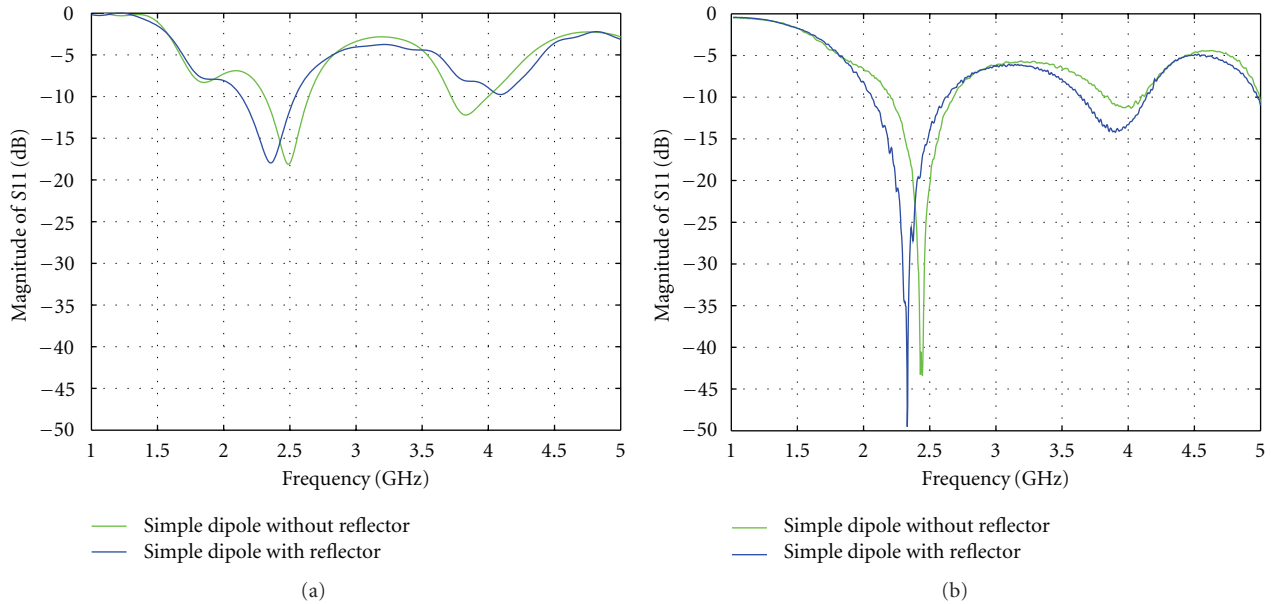 0
−5
−10
−15
−20
−25
−30
−35
−40
−45
−50
Magnitude of S11 (dB)
1 1.5 2 2.5 3 3.5 4 4.5 5
Frequency (GHz)
Simple dipole without reflector
Simple dipole with reflector
(a)
0
−5
−10
−15
−20
−25
−30
−35
−40
−45
−50
Magnitude of S11 (dB)
1 1.5 2 2.5 3 3.5 4 4.5 5
Frequency (GHz)
Simple dipole without reflector
Simple dipole with reflector
(b)